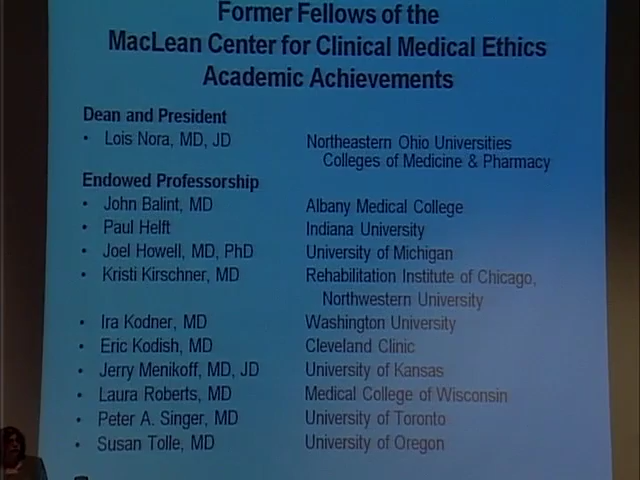 Former Fellows of the
MacLean Center for Clinical Medical Ethics
Academic Achievements
Dean and President
• Lois Nora, MD, JD Northeastern Ohio Universities
Colleges of Medicine & Pharmacy
Endowed Professorship
• John Balint, MD Albany Medical College
• Paul Helft Indiana University
• Joel Howell, MD, PhD University of Michigan
• Kristi Kirschner, MD Rehabilitation Institute of Chicago,
Northwestern University
• Ira Kodner, MD Washington University
• Eric Kodish, MD Cleveland Clinic
• Jerry Menikoff, MD, JD University of Kansas
• Laura Roberts, MD Medical College of Wisconsin
• Peter A. Singer, MD University of Toronto
• Susan Tolle, MD University of Oregon